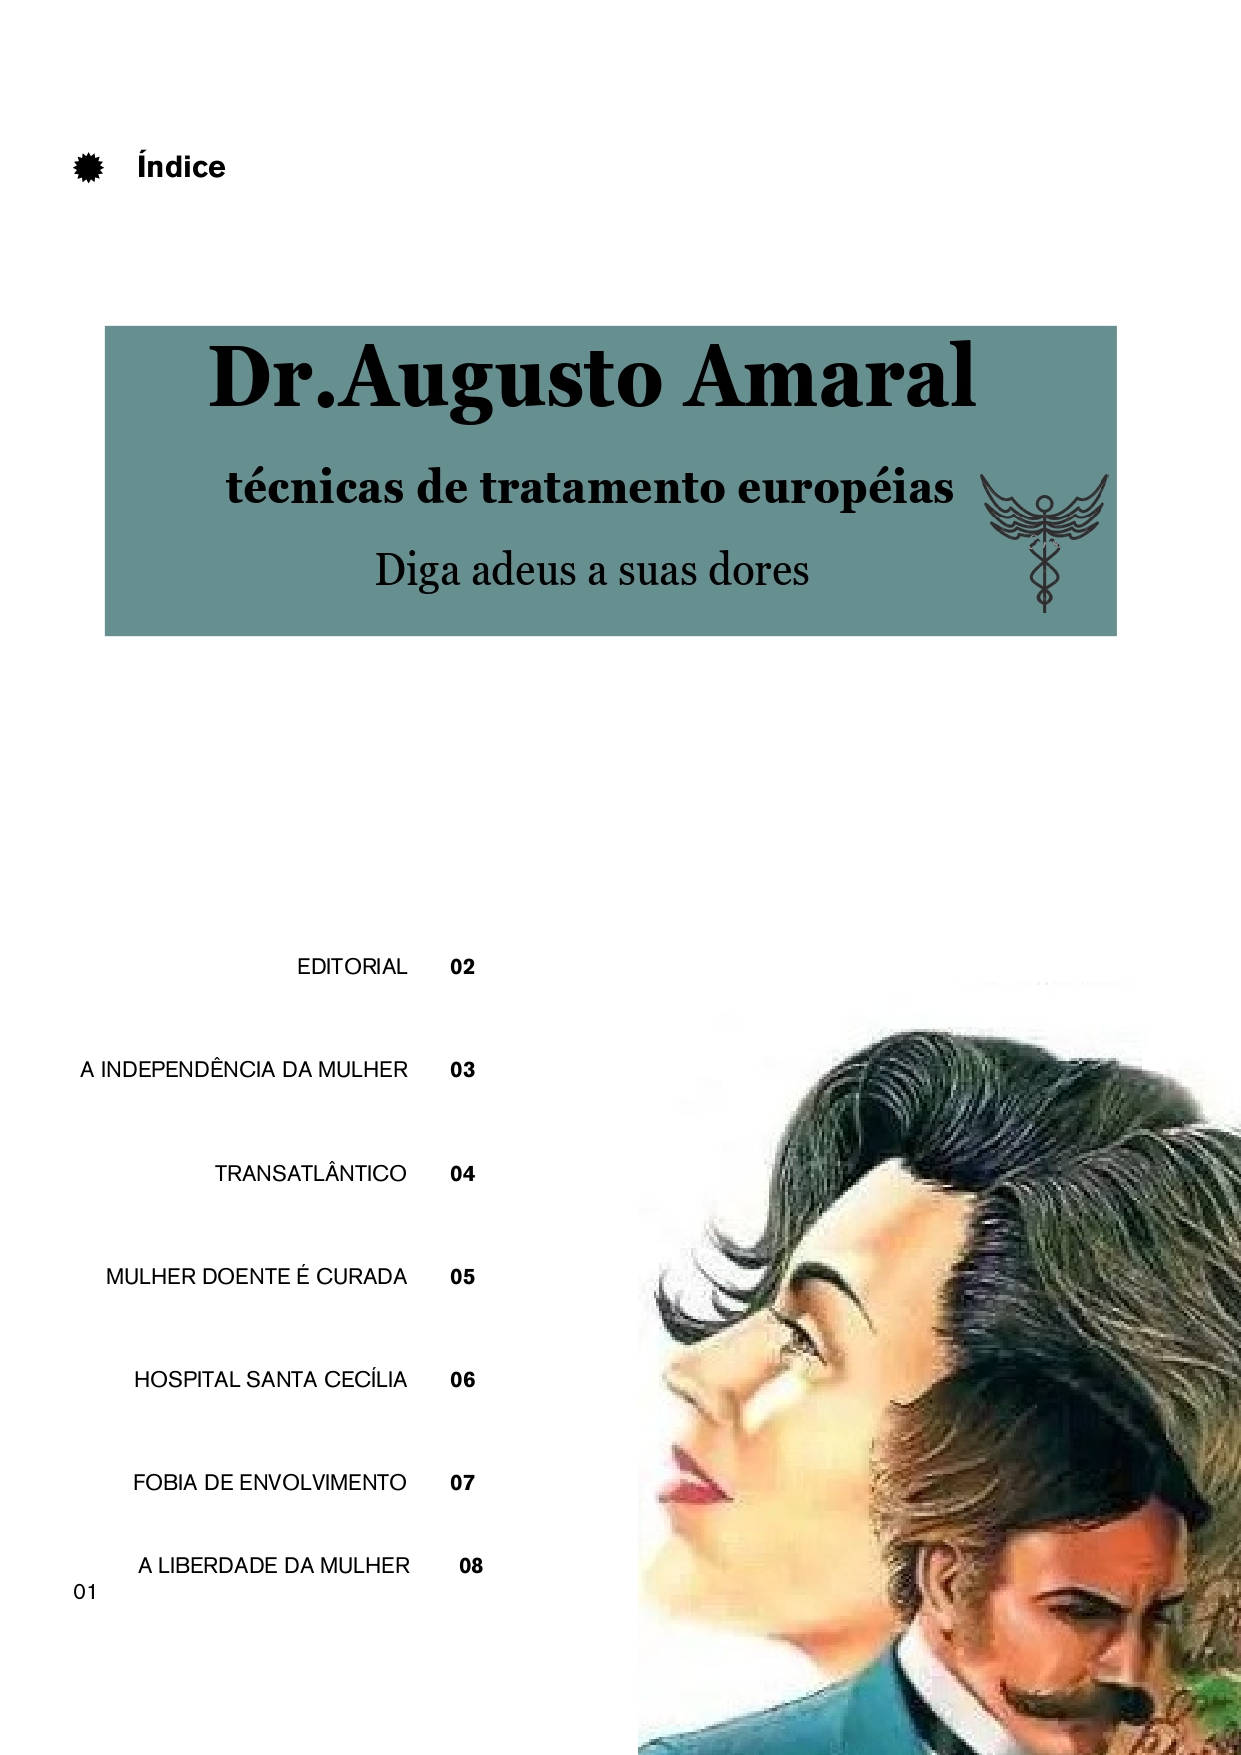 Índice
Dr.Augusto Amaral
técnicas de tratamento européias
Diga adeus a suas dores
EDITORIAL 02
A INDEPENDÊNCIA DA MULHER 03
TRANSATLÂNTICO 04
MULHER DOENTE É CURADA 05
HOSPITAL SANTA CECÍLIA 06
FOBIA DE ENVOLVIMENTO 07
A LIBERDADE DA MULHER 08
01